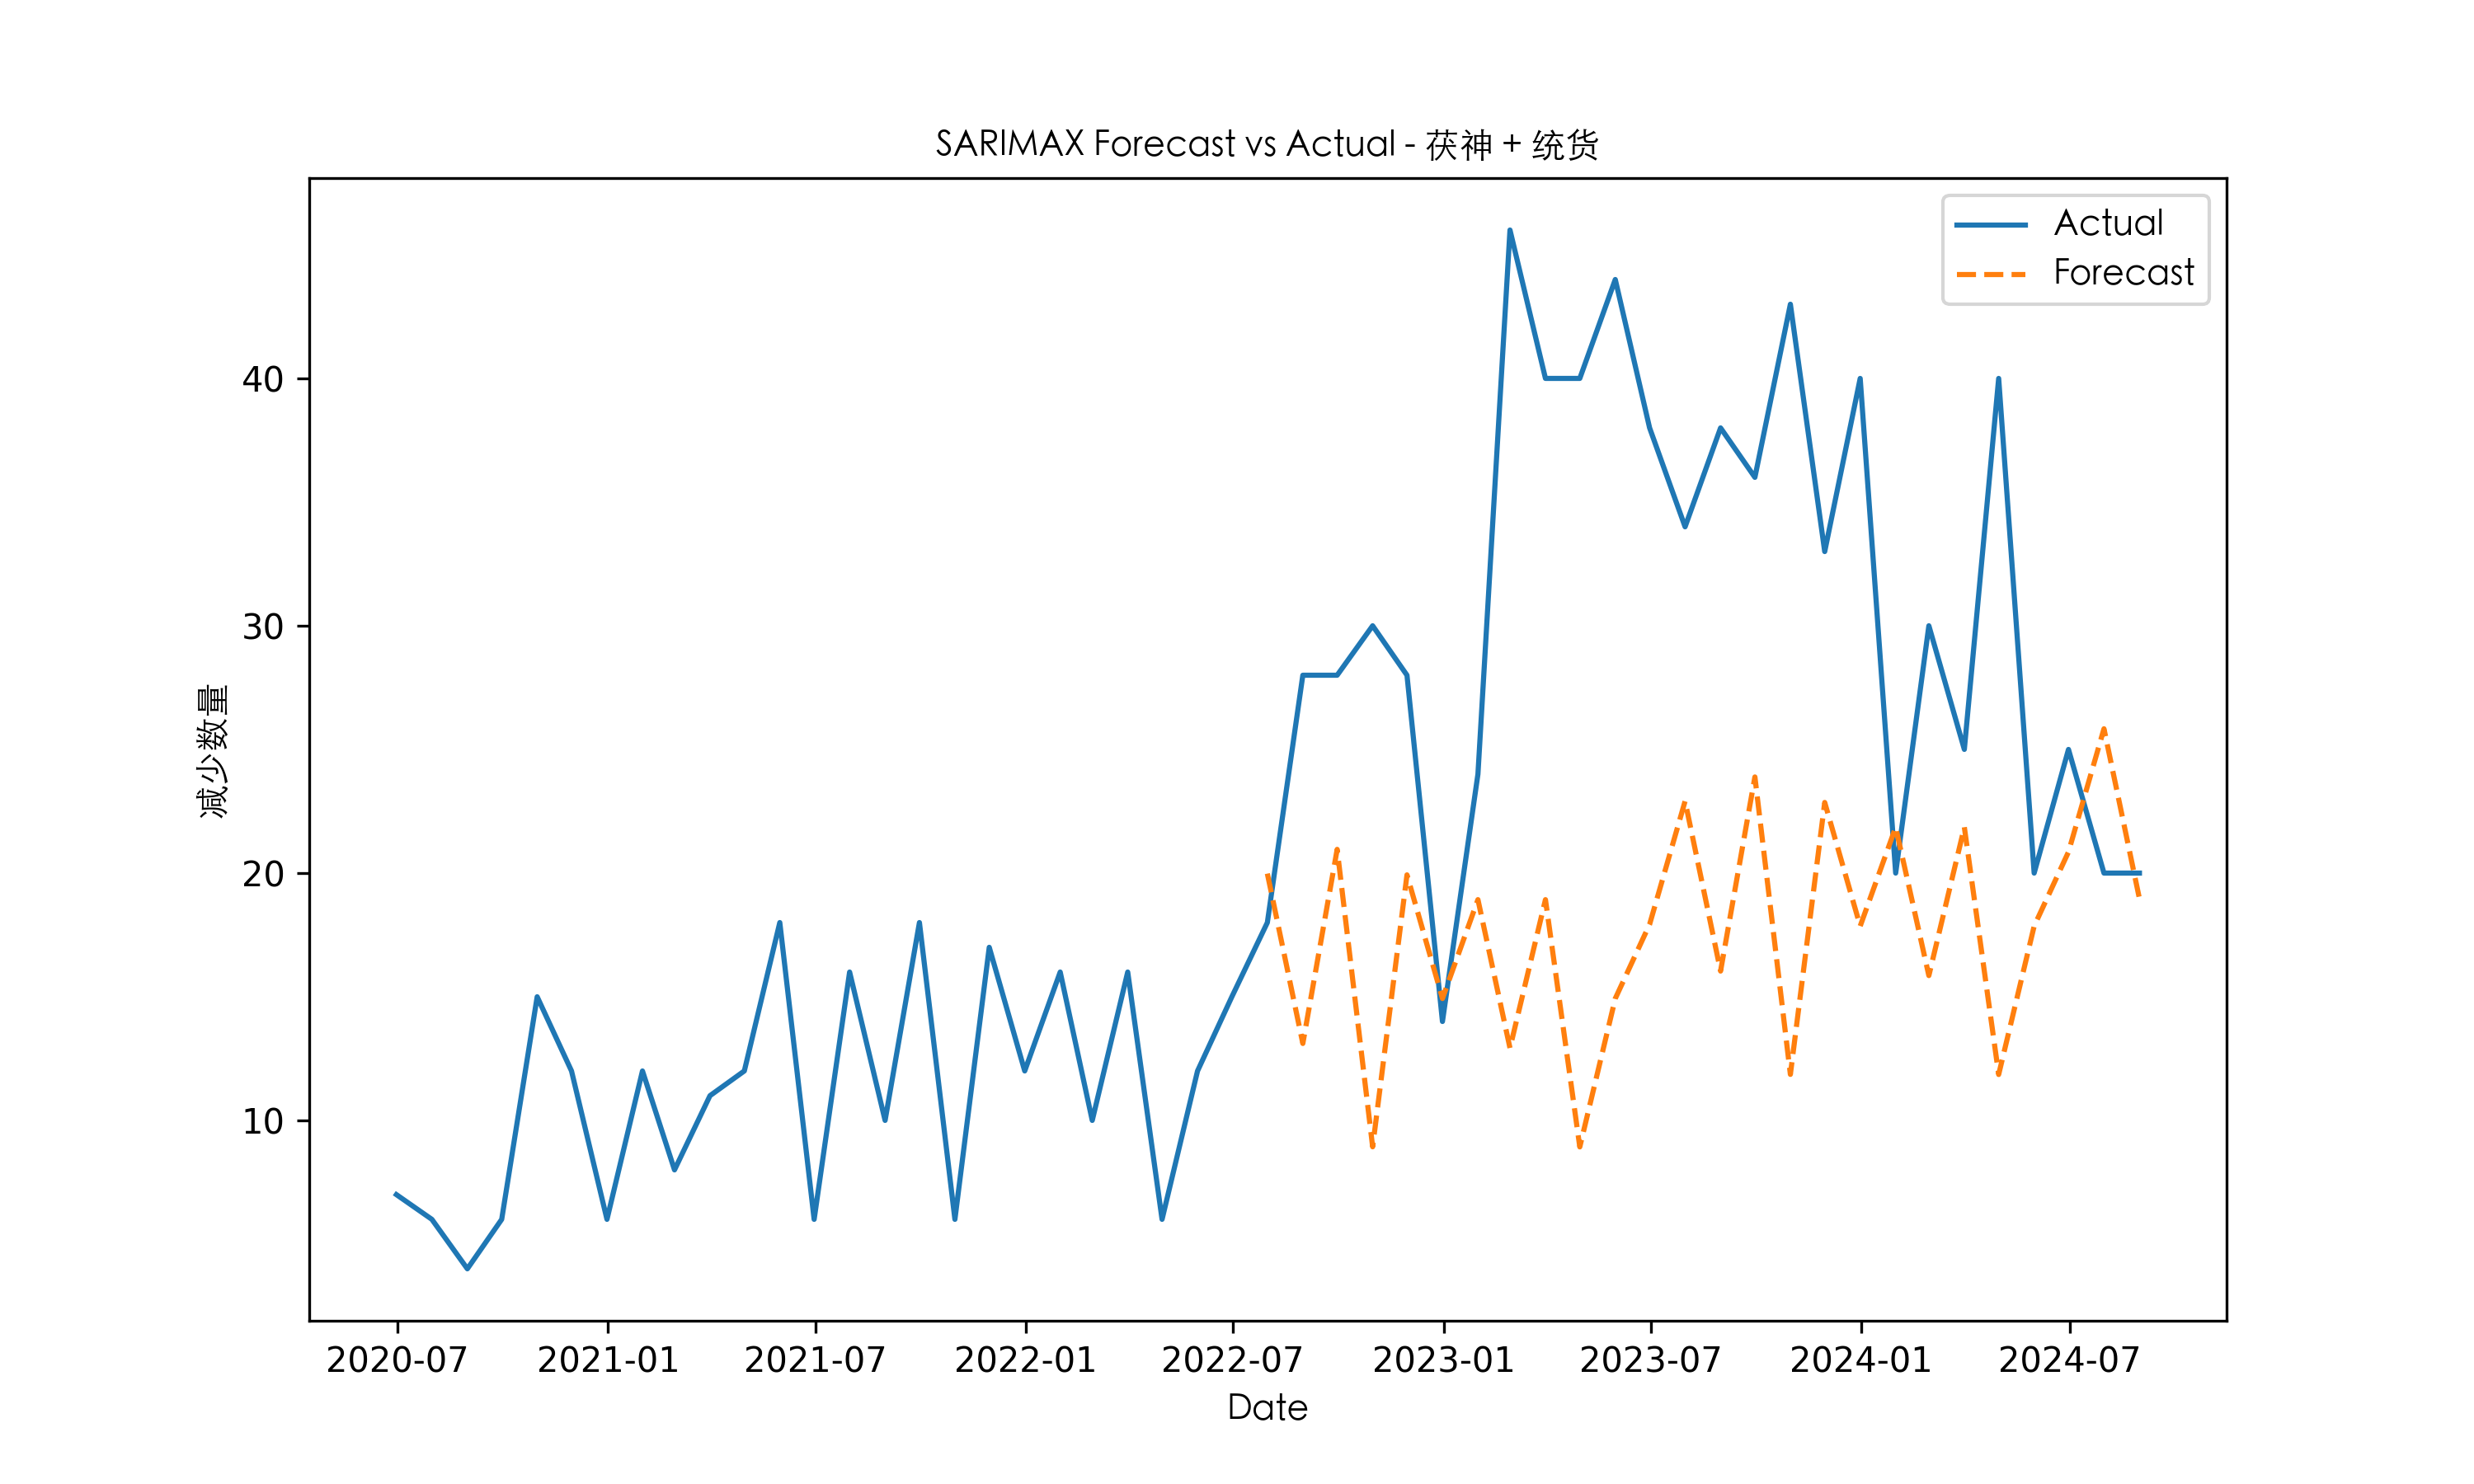 SARIMAX Forecast vs Actual - 茯神 + 统货
Actual
Forecast
减少数量
40
30
20
10
2020-07 2021-01 2021-07 2022-01 2022-07 2023-01 2023-07 2024-01 2024-07
Date